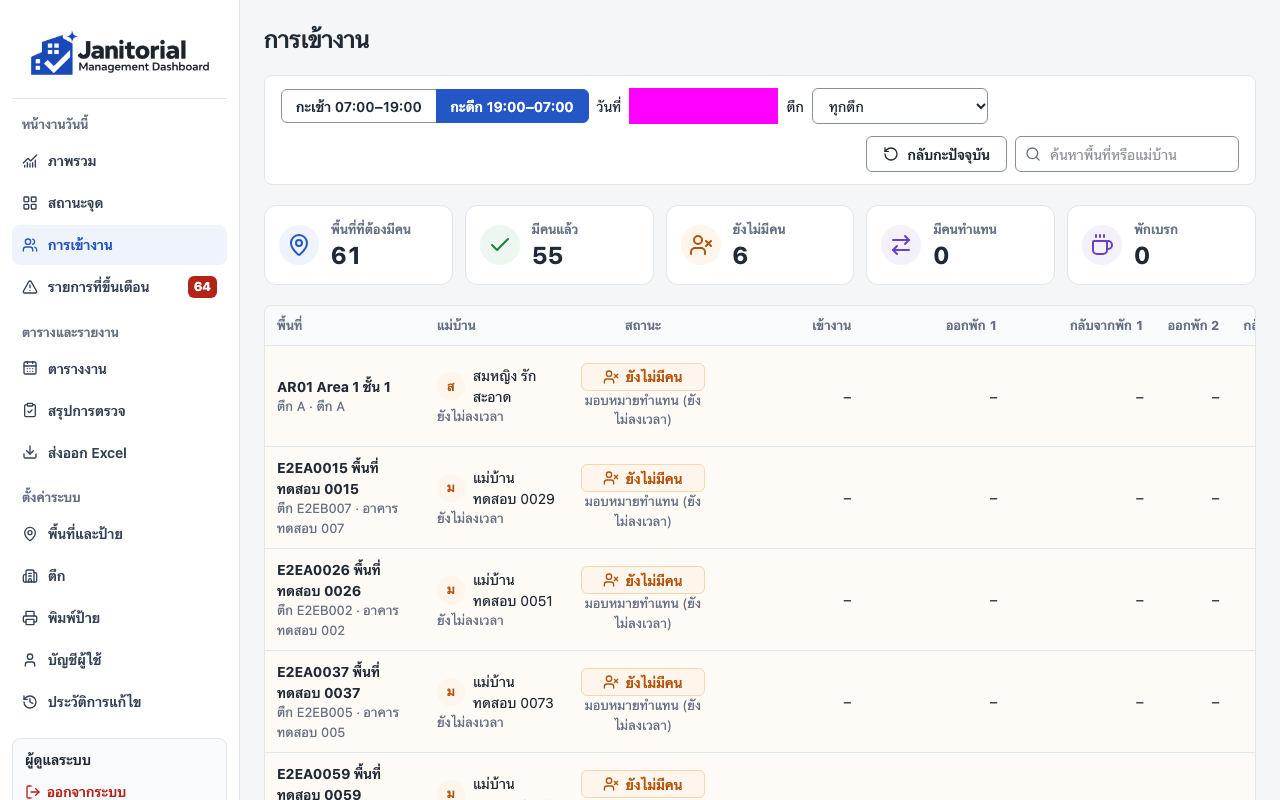 Janitorial
Management Dashboard
หน้างานวันนี้
ภาพรวม
สถานะจุด
การเข้างาน
รายการที่ขึ้นเตือน 64
ตารางและรายงาน
ตารางงาน
สรุปการตรวจ
ส่งออก Excel
ตั้งค่าระบบ
พื้นที่และป้าย
ตึก
พิมพ์ป้าย
บัญชีผู้ใช้
ประวัติการแก้ไข
ผู้ดูแลระบบ
ออกจากระบบ
การเข้างาน
กะเช้า 07:00–19:00 กะดึก 19:00–07:00 วันที่ ตึก ทุกตึก
กลับกะปัจจุบัน ค้นหาพื้นที่หรือแม่บ้าน
พื้นที่ที่ต้องมีคน
61
มีคนแล้ว
55
ยังไม่มีคน
6
มีคนทำแทน
0
พักเบรก
0
พื้นที่ แม่บ้าน สถานะ เข้างาน ออกพัก 1 กลับจากพัก 1 ออกพัก 2
AR01 Area 1 ชั้น 1
ตึก A · ตึก A
ส
สมหญิง รัก
สะอาด
ยังไม่ลงเวลา
ยังไม่มีคน
มอบหมายทำแทน (ยัง
ไม่ลงเวลา)
– – – –
E2EA0015 พื้นที่
ทดสอบ 0015
ตึก E2EB007 · อาคาร
ทดสอบ 007
ม
แม่บ้าน
ทดสอบ 0029
ยังไม่ลงเวลา
ยังไม่มีคน
มอบหมายทำแทน (ยัง
ไม่ลงเวลา)
– – – –
E2EA0026 พื้นที่
ทดสอบ 0026
ตึก E2EB002 · อาคาร
ทดสอบ 002
ม
แม่บ้าน
ทดสอบ 0051
ยังไม่ลงเวลา
ยังไม่มีคน
มอบหมายทำแทน (ยัง
ไม่ลงเวลา)
– – – –
E2EA0037 พื้นที่
ทดสอบ 0037
ตึก E2EB005 · อาคาร
ทดสอบ 005
ม
แม่บ้าน
ทดสอบ 0073
ยังไม่ลงเวลา
ยังไม่มีคน
มอบหมายทำแทน (ยัง
ไม่ลงเวลา)
– – – –
E2EA0059 พื้นที่
ทดสอบ 0059
ม
แม่บ้าน
ยังไม่มีคน